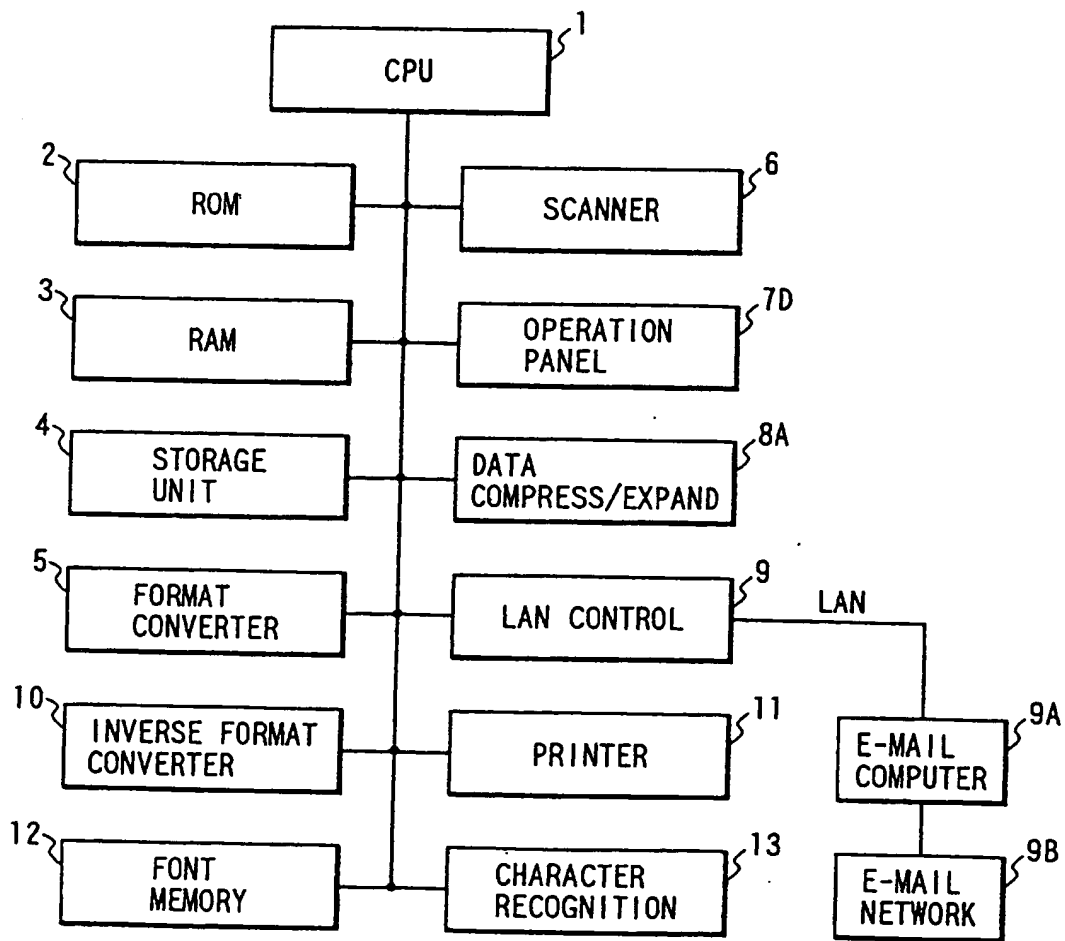 1
CPU
2
ROM
6
SCANNER
3
RAM
7D
OPERATION
PANEL
4
STORAGE
UNIT
8A
DATA
COMPRESS/EXPAND
5
FORMAT
CONVERTER
9
LAN CONTROL
LAN
10
INVERSE FORMAT
CONVERTER
11
PRINTER
9A
E-MAIL
COMPUTER
12
FONT
MEMORY
13
CHARACTER
RECOGNITION
9B
E-MAIL
NETWORK